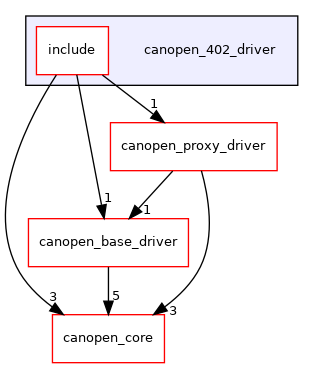 include
canopen_402_driver
1
canopen_proxy_driver
1
1
canopen_base_driver
5
3
3
canopen_core